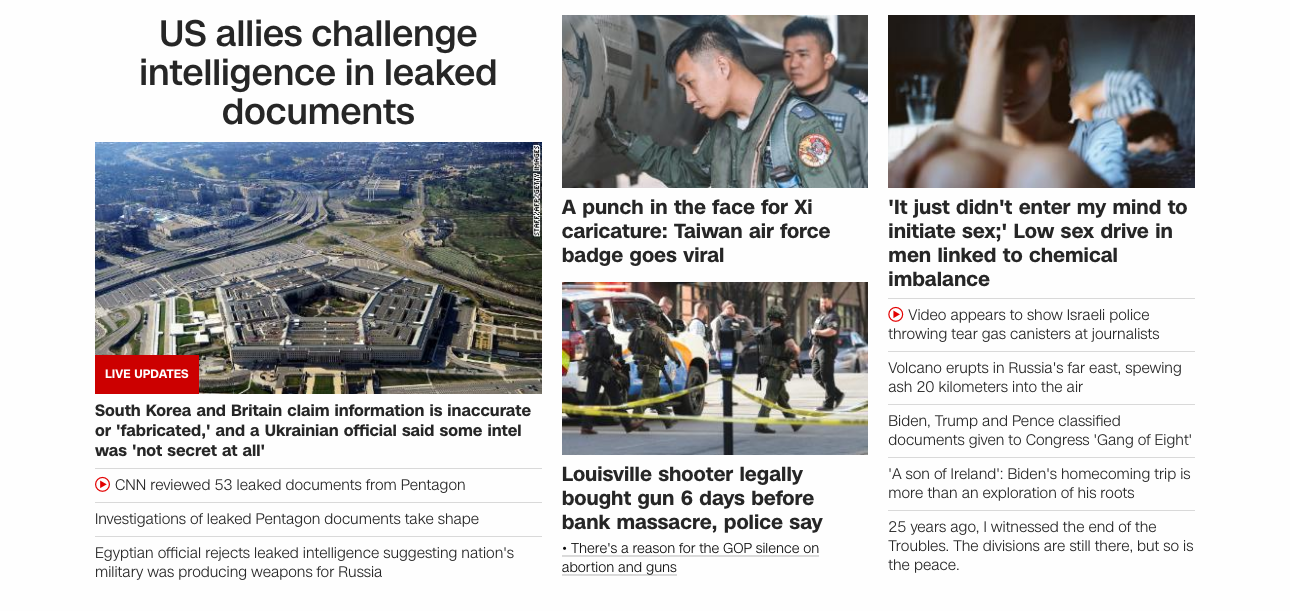 US allies challenge
intelligence in leaked
documents
STAFF/AFP/GETTY IMAGES
LIVE UPDATES
South Korea and Britain claim information is inaccurate
or 'fabricated,' and a Ukrainian official said some intel
was 'not secret at all'
CNN reviewed 53 leaked documents from Pentagon
Investigations of leaked Pentagon documents take shape
Egyptian official rejects leaked intelligence suggesting nation's
military was producing weapons for Russia
A punch in the face for Xi
caricature: Taiwan air force
badge goes viral
Louisville shooter legally
bought gun 6 days before
bank massacre, police say
• There's a reason for the GOP silence on
abortion and guns
'It just didn't enter my mind to
initiate sex;' Low sex drive in
men linked to chemical
imbalance
Video appears to show Israeli police
throwing tear gas canisters at journalists
Volcano erupts in Russia's far east, spewing
ash 20 kilometers into the air
Biden, Trump and Pence classified
documents given to Congress 'Gang of Eight'
'A son of Ireland': Biden's homecoming trip is
more than an exploration of his roots
25 years ago, I witnessed the end of the
Troubles. The divisions are still there, but so is
the peace.